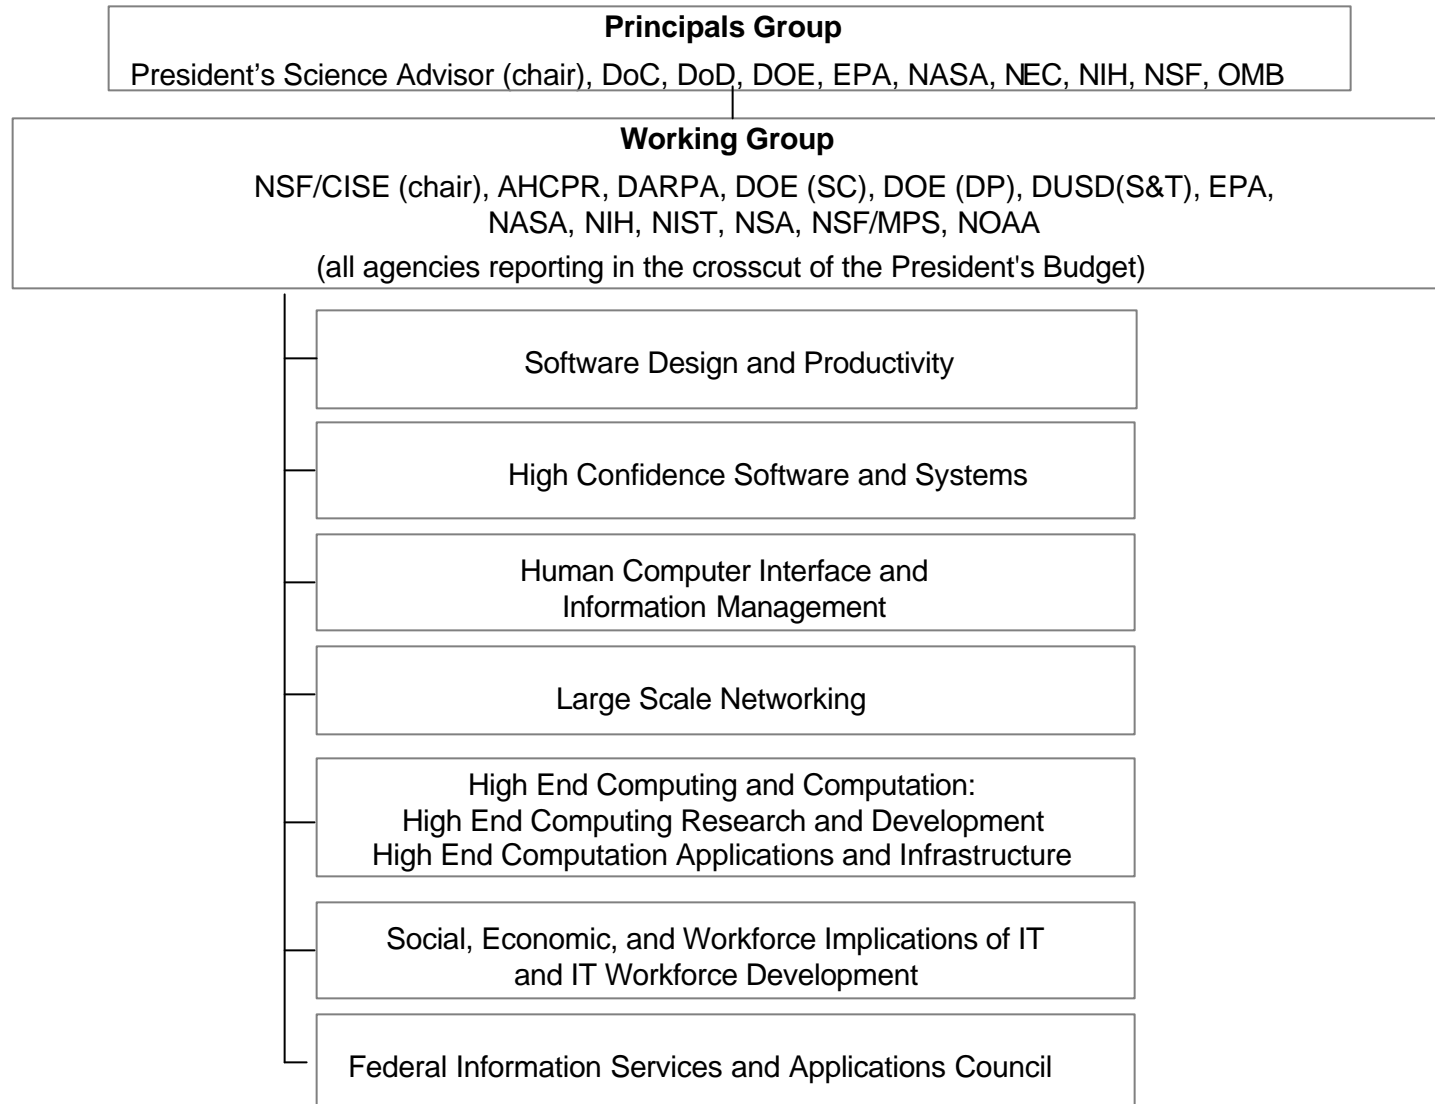 Principals Group
President’s Science Advisor (chair), DoC, DoD, DOE, EPA, NASA, NEC, NIH, NSF, OMB
Working Group
NSF/CISE (chair), AHCPR, DARPA, DOE (SC), DOE (DP), DUSD(S&T), EPA,
NASA, NIH, NIST, NSA, NSF/MPS, NOAA
(all agencies reporting in the crosscut of the President's Budget)
Software Design and Productivity
High Confidence Software and Systems
Human Computer Interface and
Information Management
Large Scale Networking
High End Computing and Computation:
High End Computing Research and Development
High End Computation Applications and Infrastructure
Social, Economic, and Workforce Implications of IT
and IT Workforce Development
Federal Information Services and Applications Council